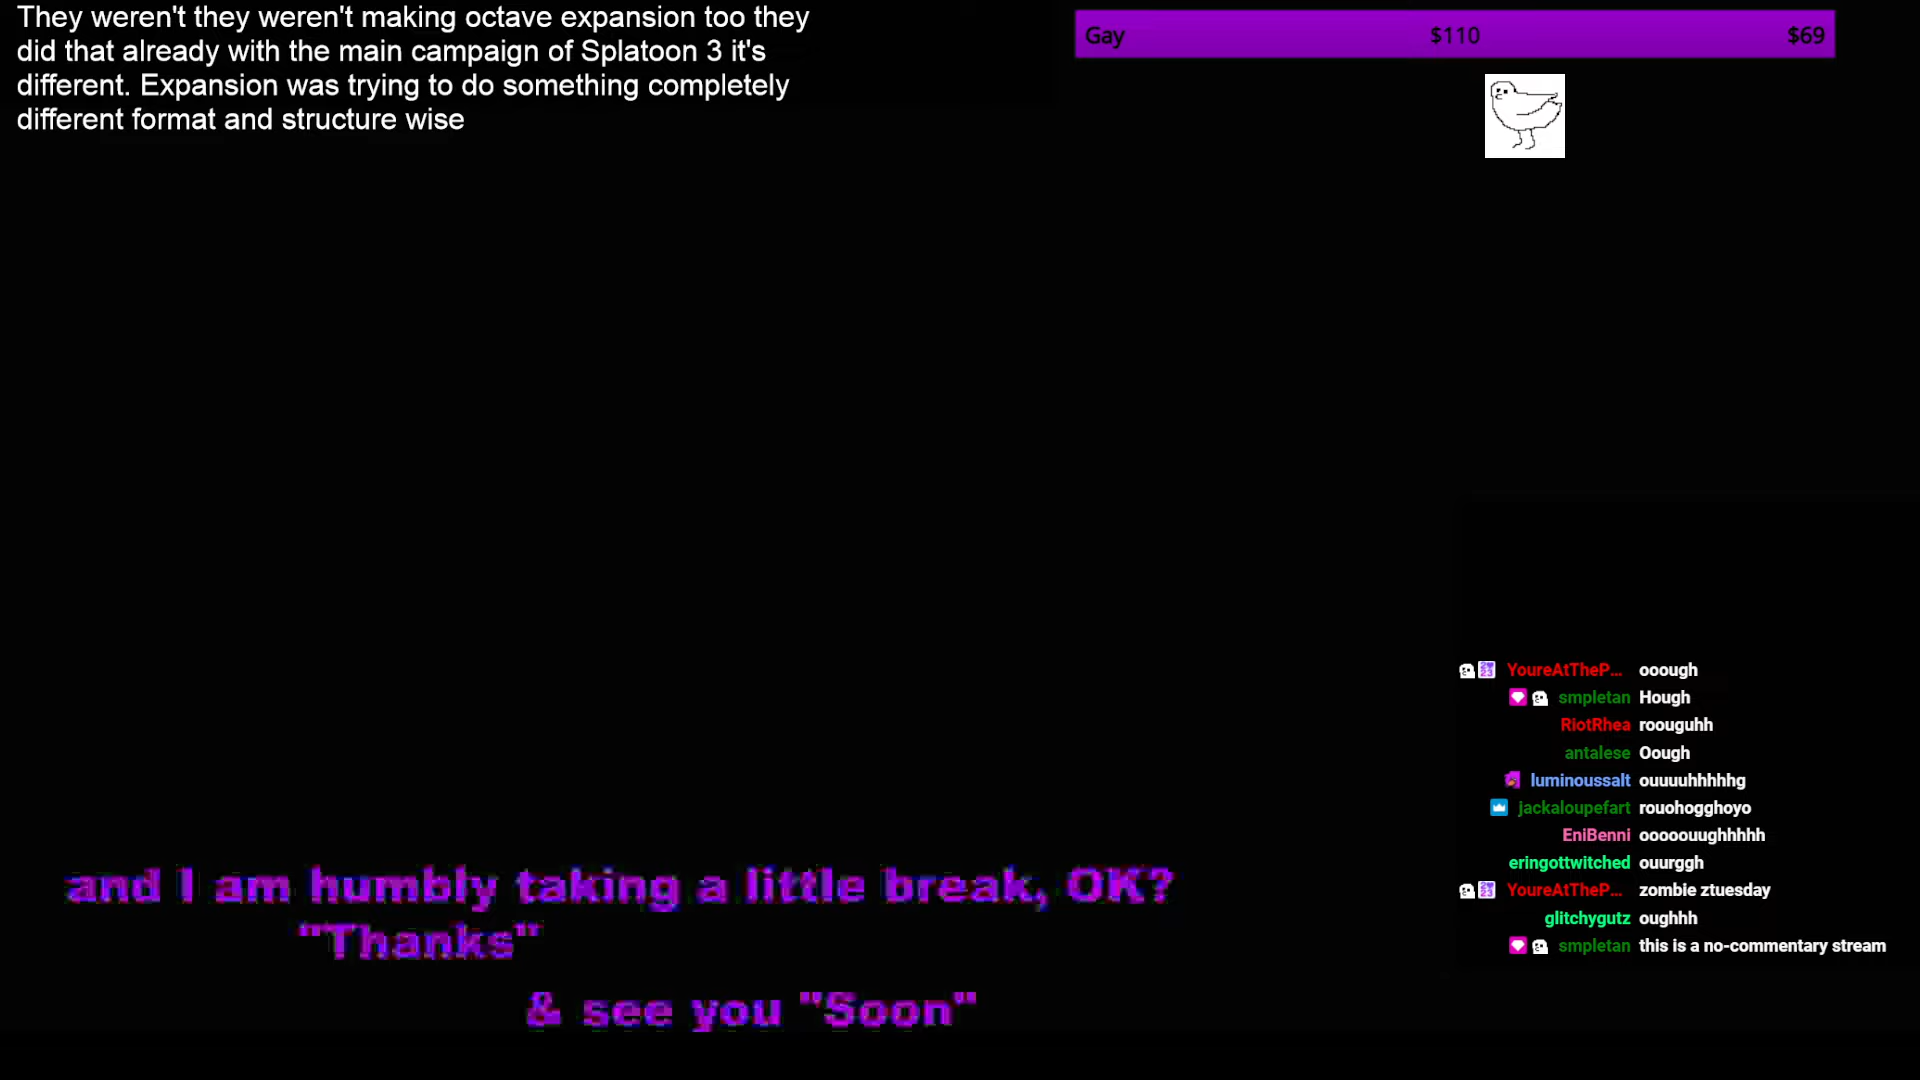 They weren't they weren't making octave expansion too they
did that already with the main campaign of Splatoon 3 it's
different. Expansion was trying to do something completely
different format and structure wise
Gay $110 $69
YoureAtTheP... ooough
smpletan Hough
RiotRhea roouguhh
antalese Oough
luminoussalt ouuuuhhhhhg
jackaloupefart rouohogghoyo
EniBenni ooooouughhhhh
eringottwitched ouurggh
YoureAtTheP... zombie ztuesday
glitchygutz oughhh
smpletan this is a no-commentary stream
and I am humbly taking a little break, OK?
"Thanks"
& see you "Soon"